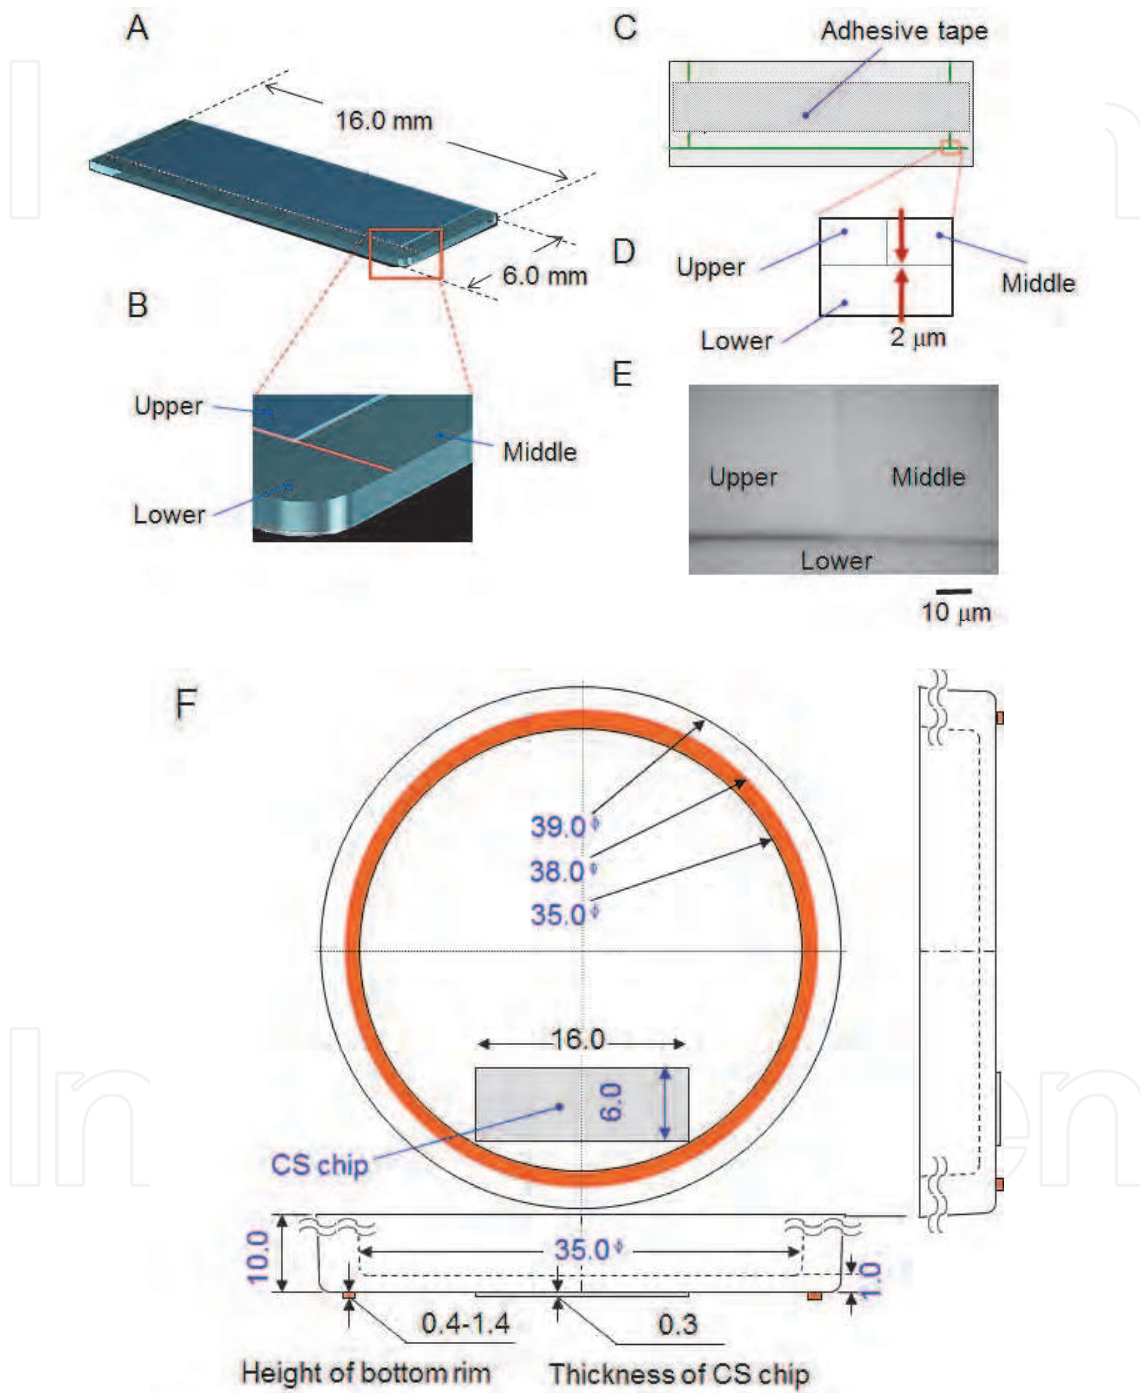 A
16.0 mm
6.0 mm
B
Upper
Middle
Lower
C
Adhesive tape
D
Upper
Middle
Lower
2 μm
E
Upper
Middle
Lower
10 μm
F
39.0 ϕ
38.0 ϕ
35.0 ϕ
16.0
6.0
CS chip
10.0
35.0 ϕ
1.0
0.4-1.4
0.3
Height of bottom rim
Thickness of CS chip